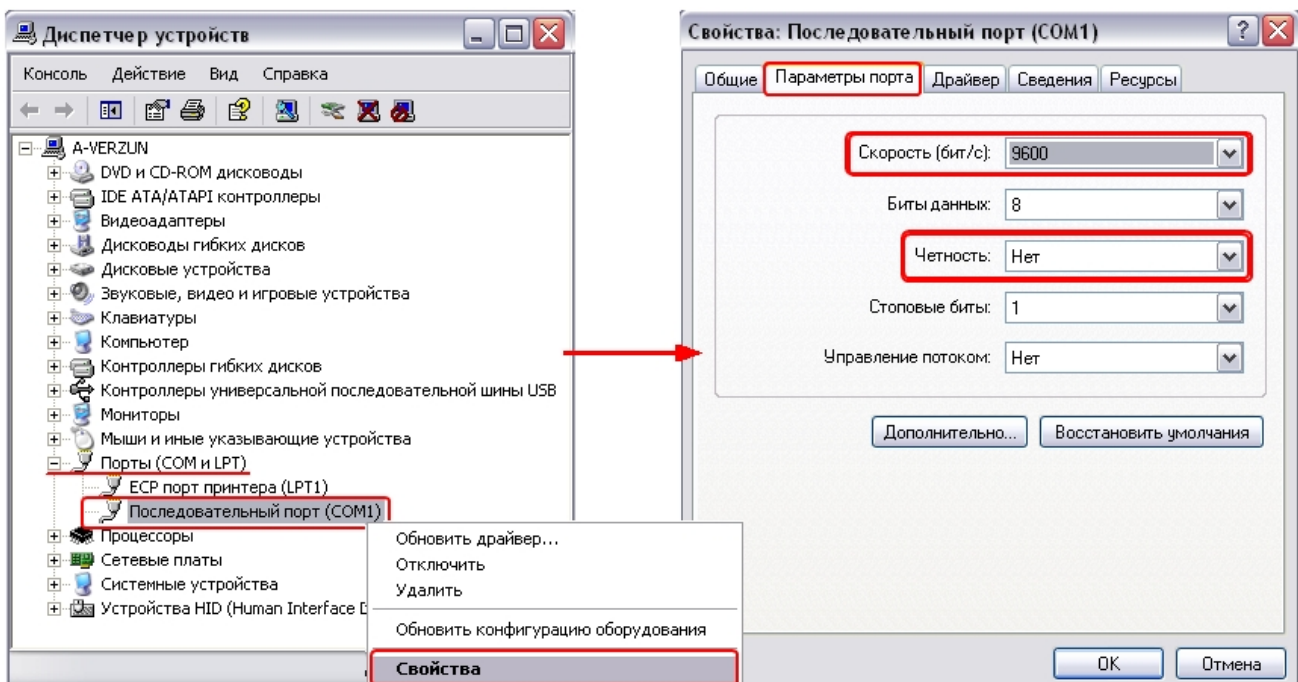 Диспетчер устройств
Консоль Действие Вид Справка
A-VERZUN
DVD и CD-ROM дисководы
IDE ATA/ATAPI контроллеры
Видеоадаптеры
Дисководы гибких дисков
Дисковые устройства
Звуковые, видео и игровые устройства
Клавиатуры
Компьютер
Контроллеры гибких дисков
Контроллеры универсальной последовательной шины USB
Мониторы
Мыши и иные указывающие устройства
Порты (COM и LPT)
ECP порт принтера (LPT1)
Последовательный порт (COM1)
Процессоры
Сетевые платы
Системные устройства
Устройства HID (Human Interface D
Обновить драйвер...
Отключить
Удалить
Обновить конфигурацию оборудования
Свойства
Свойства: Последовательный порт (COM1)
Общие Параметры порта Драйвер Сведения Ресурсы
Скорость (бит/с): 9600
Биты данных: 8
Четность: Нет
Стоповые биты: 1
Управление потоком: Нет
Дополнительно... Восстановить умолчания
OK Отмена